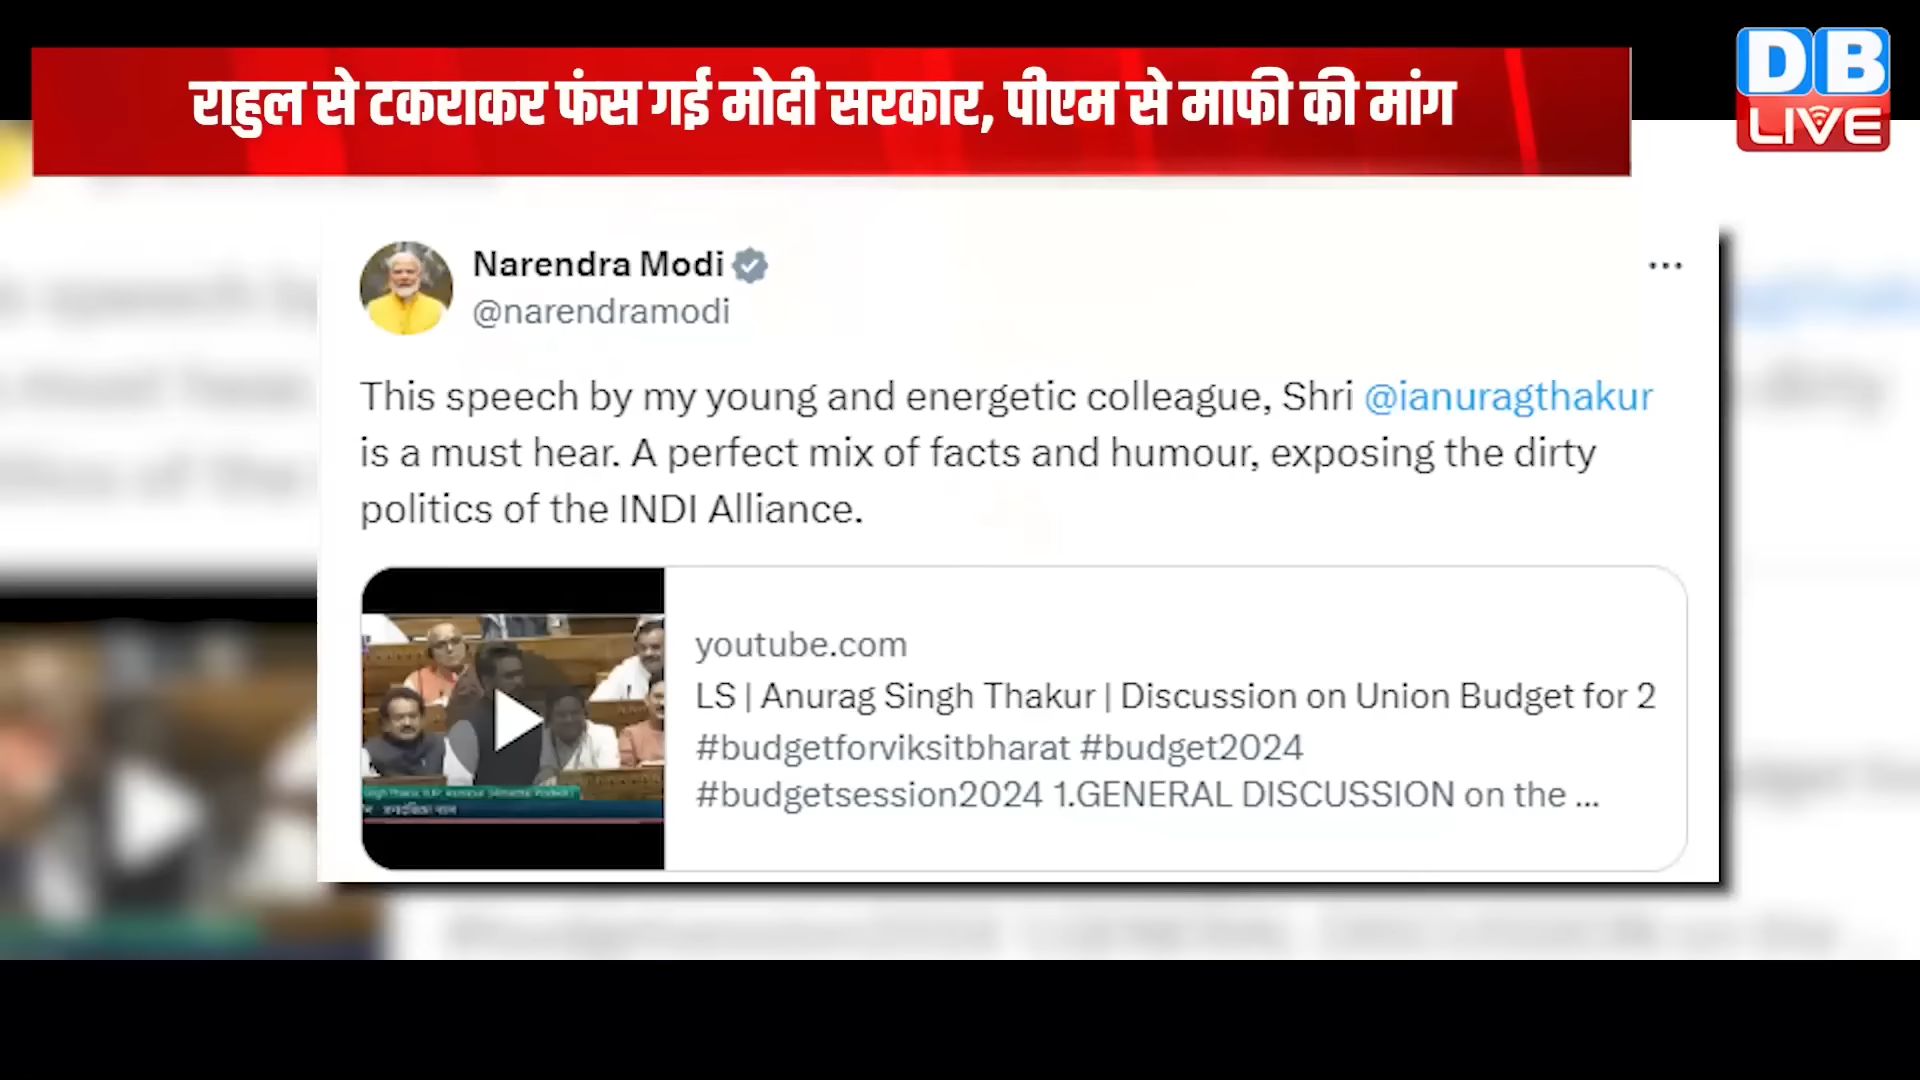 राहुल से टकराकर फंस गई मोदी सरकार, पीएम से माफी की मांग
DB
LIVE
Narendra Modi
@narendramodi
This speech by my young and energetic colleague, Shri @ianuragthakur
is a must hear. A perfect mix of facts and humour, exposing the dirty
politics of the INDI Alliance.
youtube.com
LS | Anurag Singh Thakur | Discussion on Union Budget for 2
#budgetforviksitbharat #budget2024
#budgetsession2024 1.GENERAL DISCUSSION on the ...